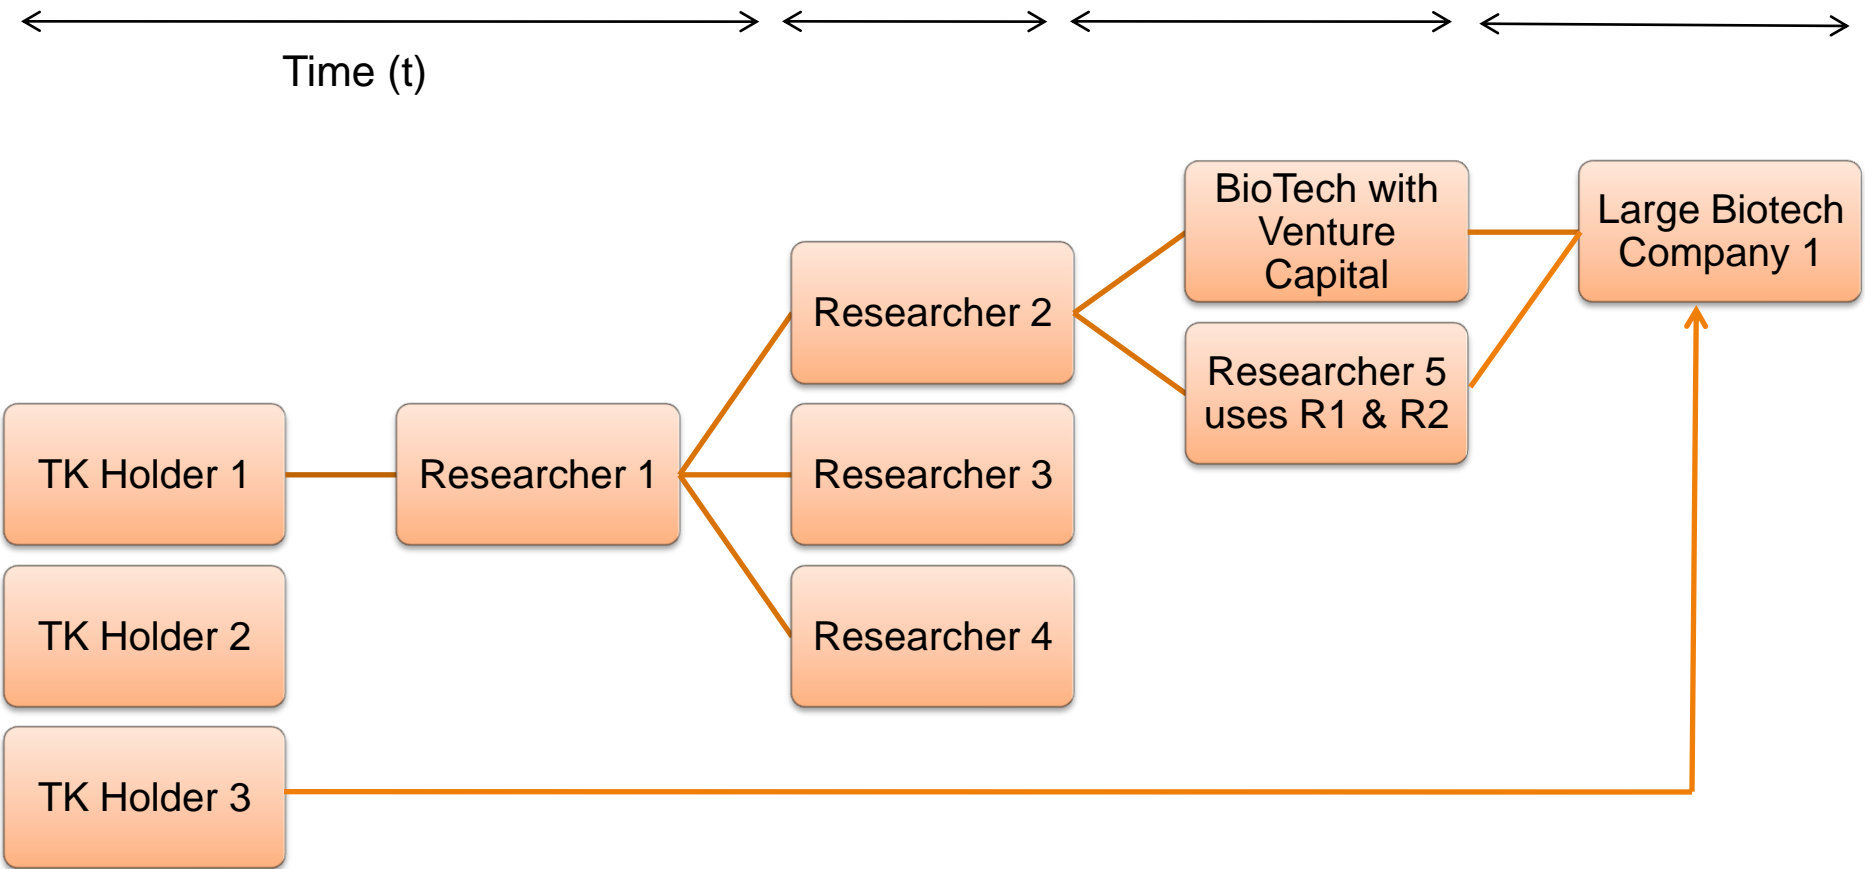 Time (t)
BioTech with
Venture
Capital
Large Biotech
Company 1
Researcher 2
Researcher 5
uses R1 & R2
TK Holder 1
Researcher 1
Researcher 3
TK Holder 2
Researcher 4
TK Holder 3